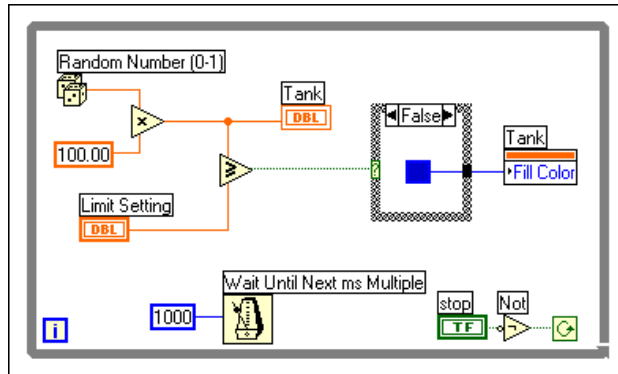 Random Number (0-1)
Tank
DBL
False
100.00
×
≥
?
Tank
Fill Color
Limit Setting
DBL
Wait Until Next ms Multiple
1000
stop
Not
TF
i